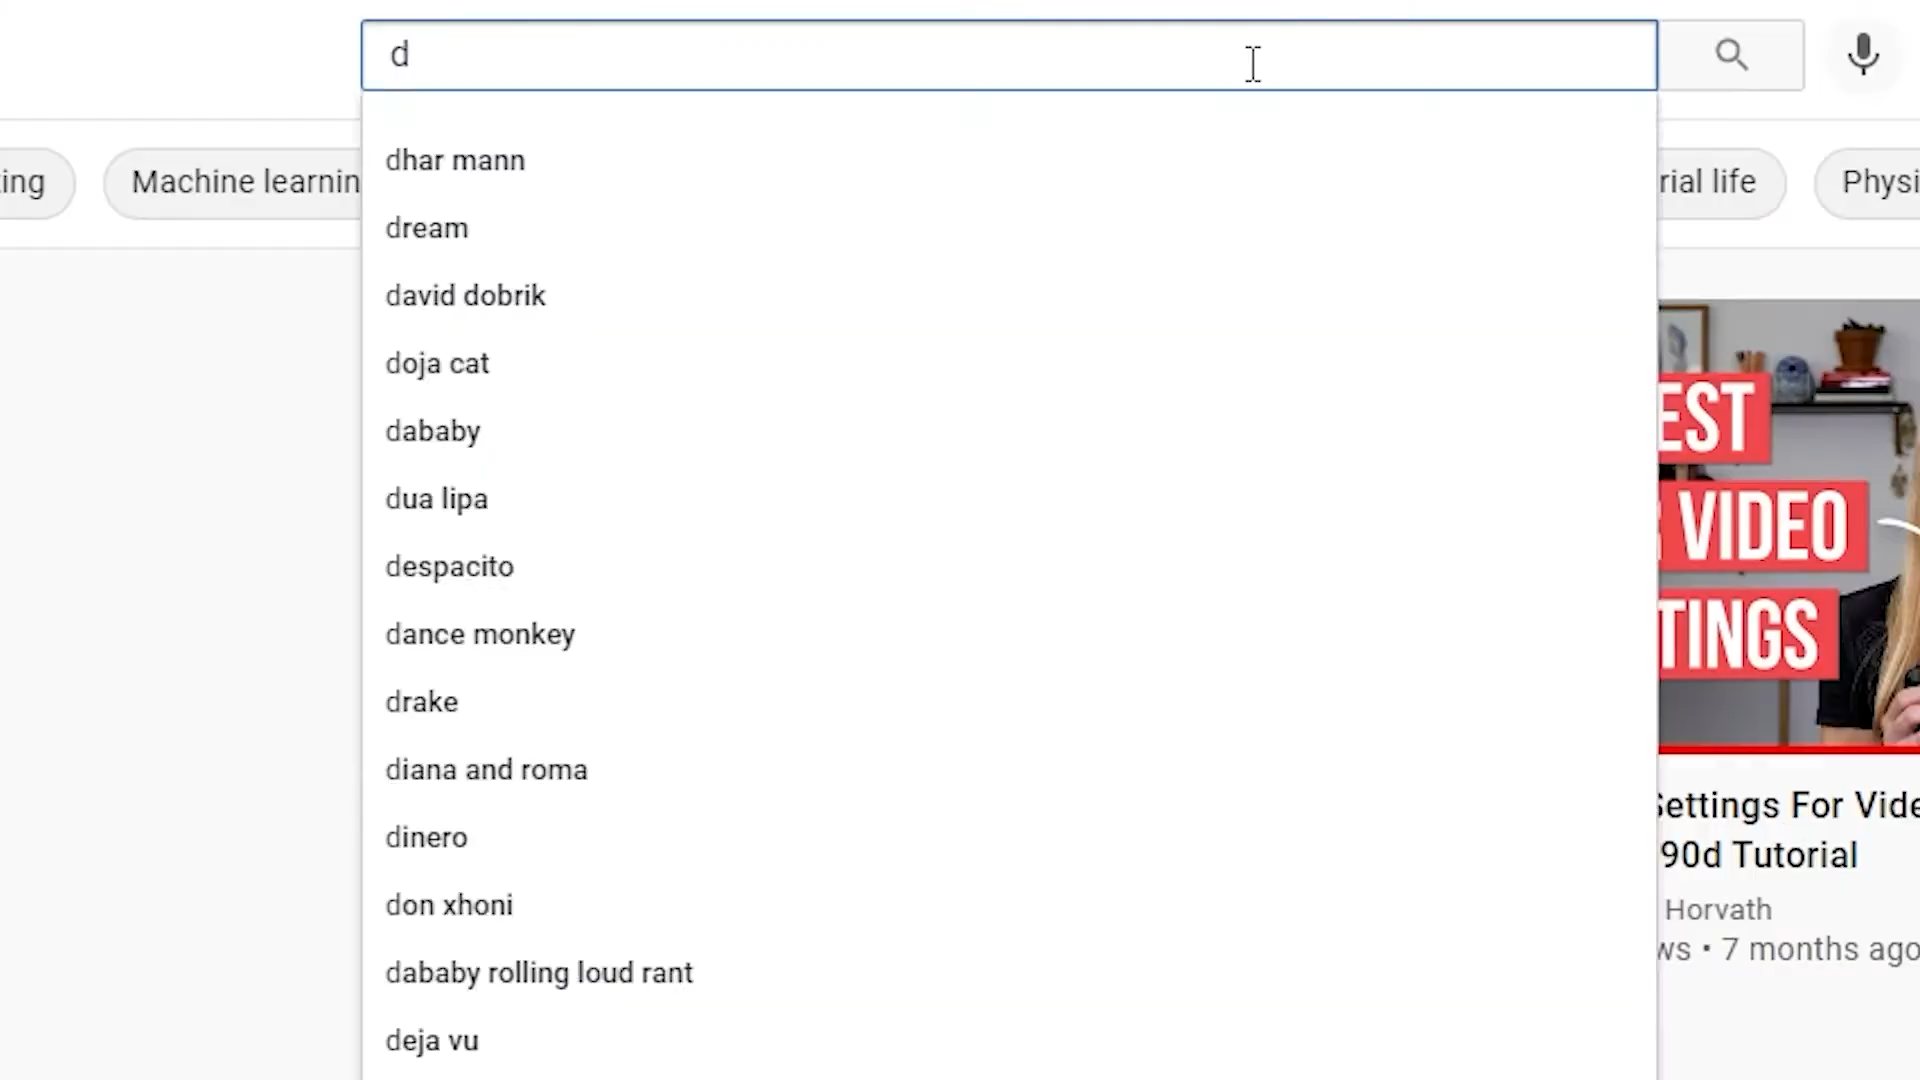 d
ing
Machine learnin
rial life
Physi
dhar mann
dream
david dobrik
doja cat
dababy
dua lipa
despacito
dance monkey
drake
diana and roma
dinero
don xhoni
dababy rolling loud rant
deja vu
EST
VIDEO
TINGS
Settings For Vide
90d Tutorial
Horvath
ws • 7 months ago